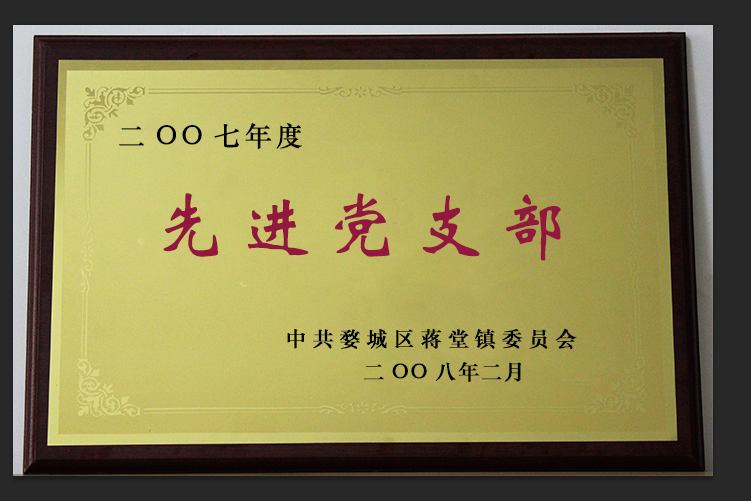 二OO七年度
先进党支部
中共婺城区蒋堂镇委员会
二OO八年二月